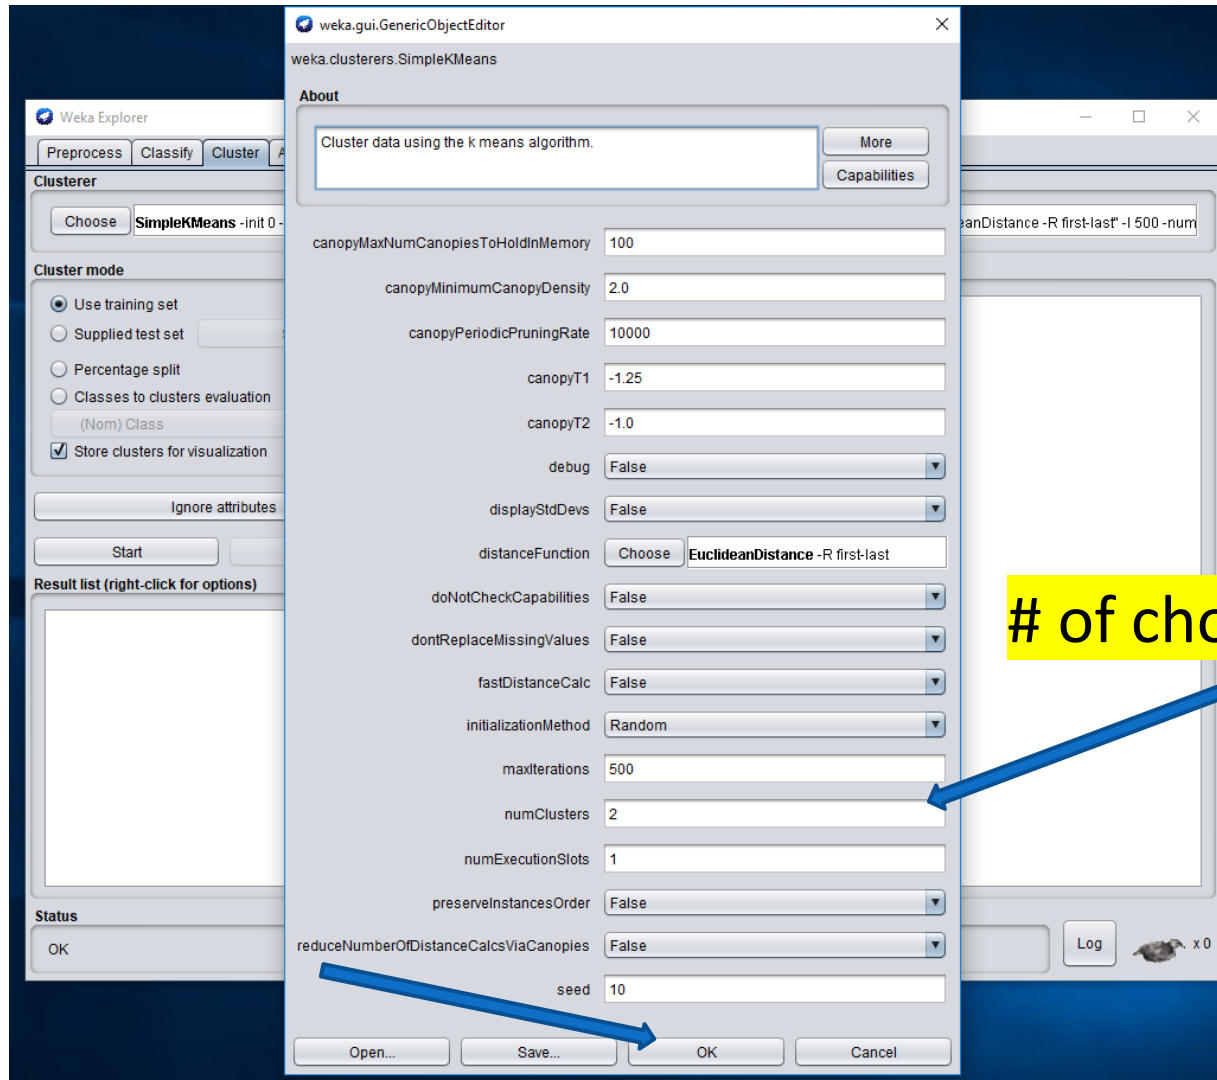 weka.gui.GenericObjectEditor
weka.clusterers.SimpleKMeans
About
Cluster data using the k means algorithm.
More
Capabilities
canopyMaxNumCanopiesToHoldInMemory 100
canopyMinimumCanopyDensity 2.0
canopyPeriodicPruningRate 10000
canopyT1 -1.25
canopyT2 -1.0
debug False
displayStdDevs False
distanceFunction Choose EuclideanDistance -R first-last
doNotCheckCapabilities False
dontReplaceMissingValues False
fastDistanceCalc False
initializationMethod Random
maxIterations 500
numClusters 2
numExecutionSlots 1
preserveInstancesOrder False
reduceNumberOfDistanceCalcsViaCanopies False
seed 10
Open... Save... OK Cancel
Weka Explorer
Preprocess Classify Cluster A
Clusterer
Choose SimpleKMeans -init 0 -
anDistance -R first-last" -I 500 -num
Cluster mode
Use training set
Supplied test set
Percentage split
Classes to clusters evaluation
(Nom) Class
Store clusters for visualization
Ignore attributes
Start
Result list (right-click for options)
Status
OK
Log x 0
# of cho